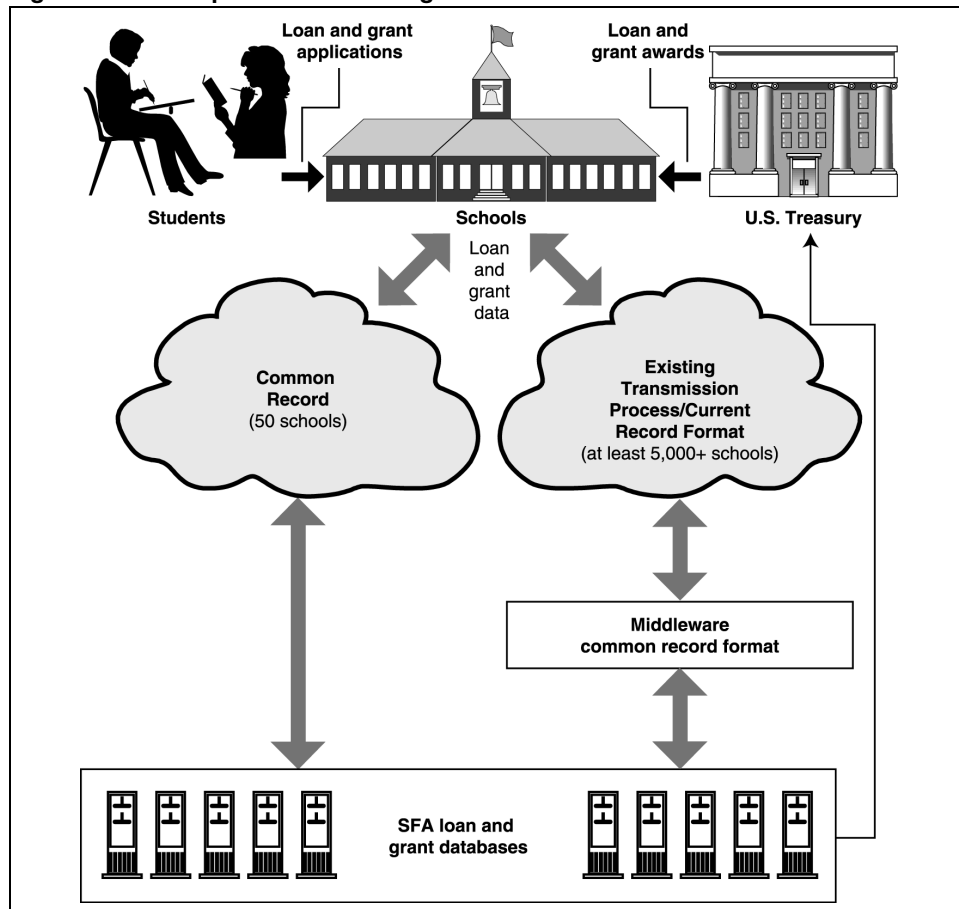 Loan and grant
applications
Loan and
grant awards
Students
Schools
U.S. Treasury
Loan
and
grant
data
Common
Record
(50 schools)
Existing
Transmission
Process/Current
Record Format
(at least 5,000+ schools)
Middleware
common record format
SFA loan and
grant databases